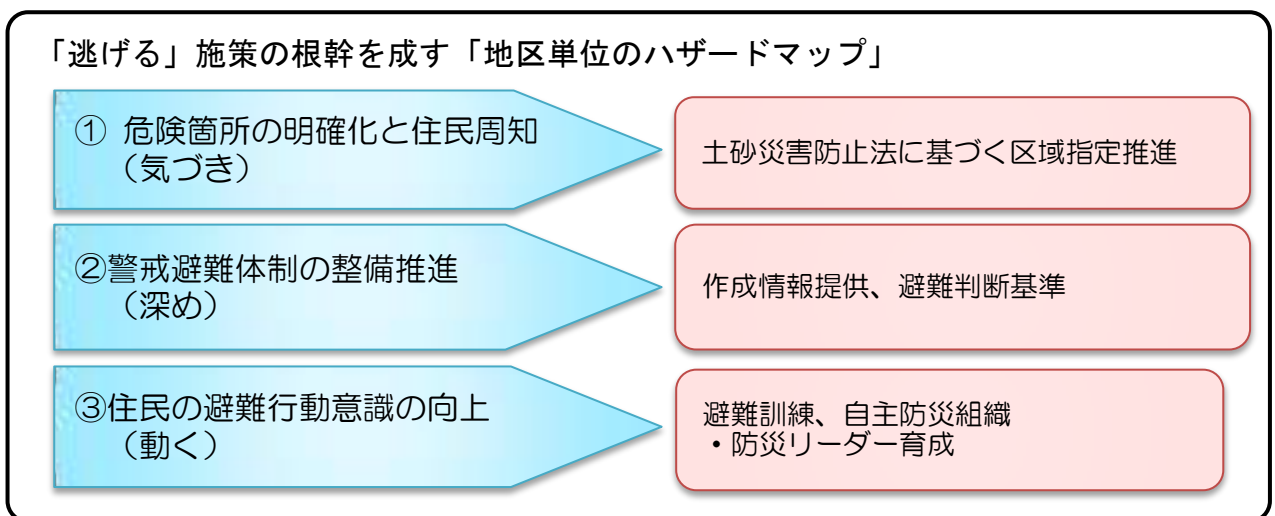 「逃げる」施策の根幹を成す「地区単位のハザードマップ」
① 危険箇所の明確化と住民周知
（気づき）
土砂災害防止法に基づく区域指定推進
②警戒避難体制の整備推進
（深め）
作成情報提供、避難判断基準
③住民の避難行動意識の向上
（動く）
避難訓練、自主防災組織
・防災リーダー育成